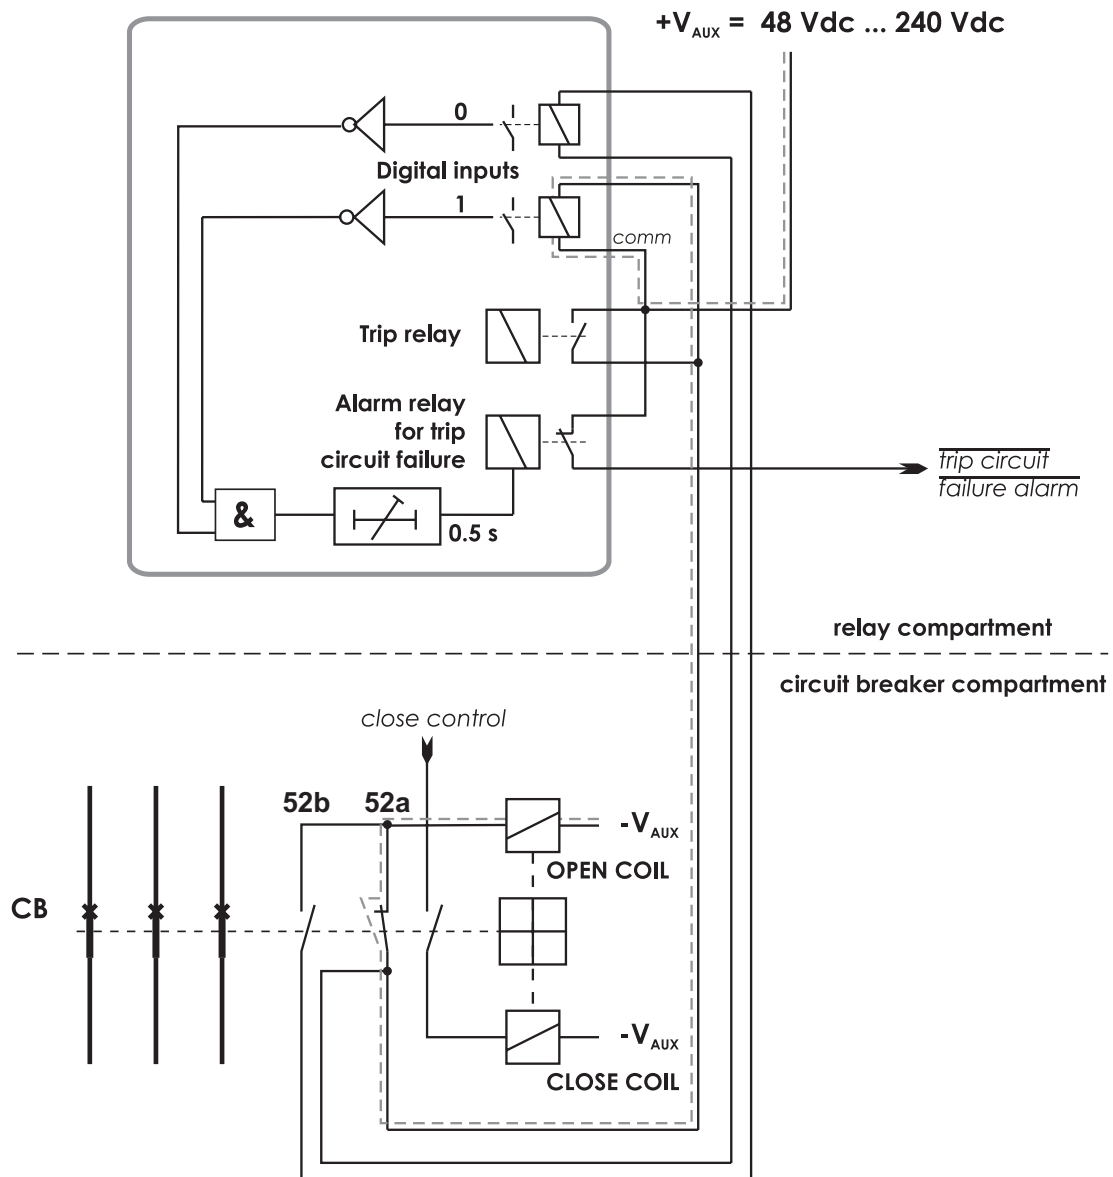 +VAUX = 48 Vdc ... 240 Vdc
0
Digital inputs
1
comm
Trip relay
Alarm relay
for trip
circuit failure
trip circuit
failure alarm
&
0.5 s
relay compartment
circuit breaker compartment
close control
52b 52a
-VAUX
OPEN COIL
CB
-VAUX
CLOSE COIL